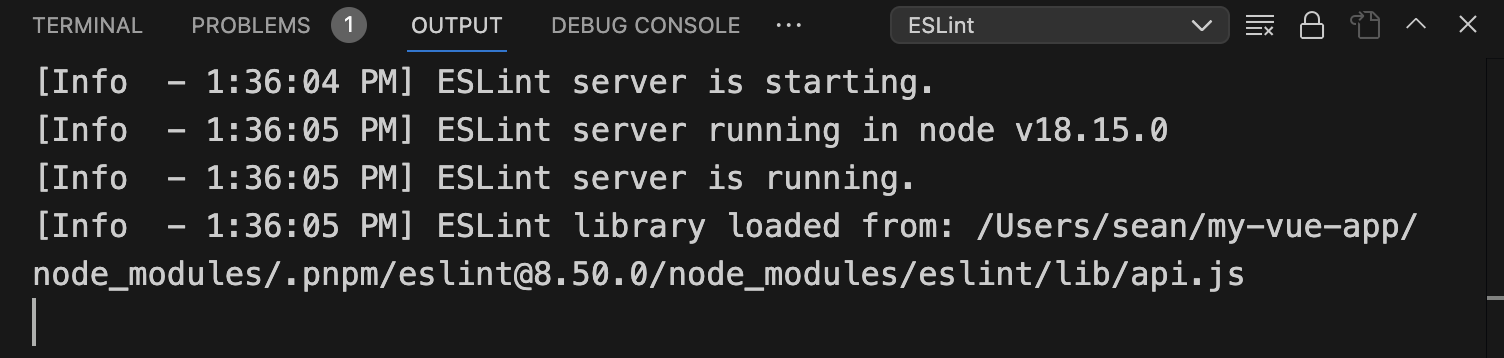 TERMINAL PROBLEMS 1 OUTPUT DEBUG CONSOLE ··· ESLint
[Info  - 1:36:04 PM] ESLint server is starting.
[Info  - 1:36:05 PM] ESLint server running in node v18.15.0
[Info  - 1:36:05 PM] ESLint server is running.
[Info  - 1:36:05 PM] ESLint library loaded from: /Users/sean/my-vue-app/
node_modules/.pnpm/eslint@8.50.0/node_modules/eslint/lib/api.js